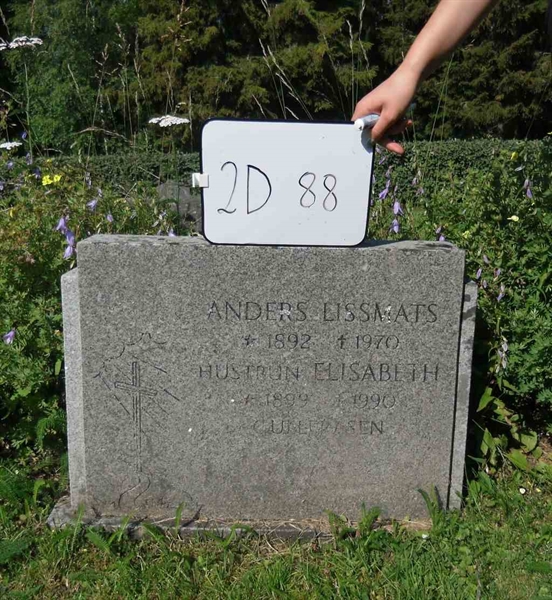 2D 88
ANDERS LISSMATS
* 1892 † 1970
HUSTRUN ELISABETH
* 1899 † 1990